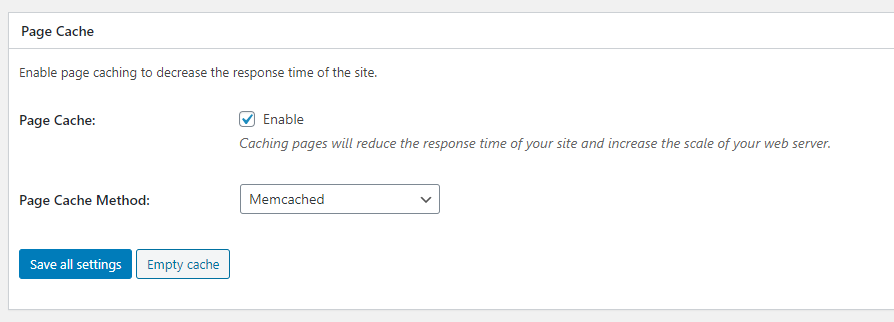 Page Cache
Enable page caching to decrease the response time of the site.
Page Cache: Enable
Caching pages will reduce the response time of your site and increase the scale of your web server.
Page Cache Method: Memcached
Save all settings Empty cache